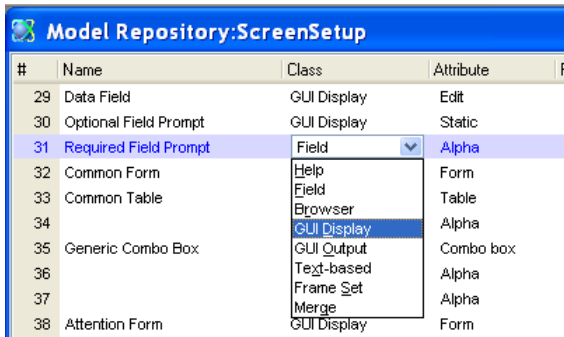 Model Repository:ScreenSetup
# Name Class Attribute
29 Data Field GUI Display Edit
30 Optional Field Prompt GUI Display Static
31 Required Field Prompt Field Alpha
32 Common Form Help Form
Field
33 Common Table Browser Table
34 GUI Display Alpha
35 Generic Combo Box GUI Output Combo box
36 Text-based Alpha
Frame Set
37 Merge Alpha
38 Attention Form GUI Display Form